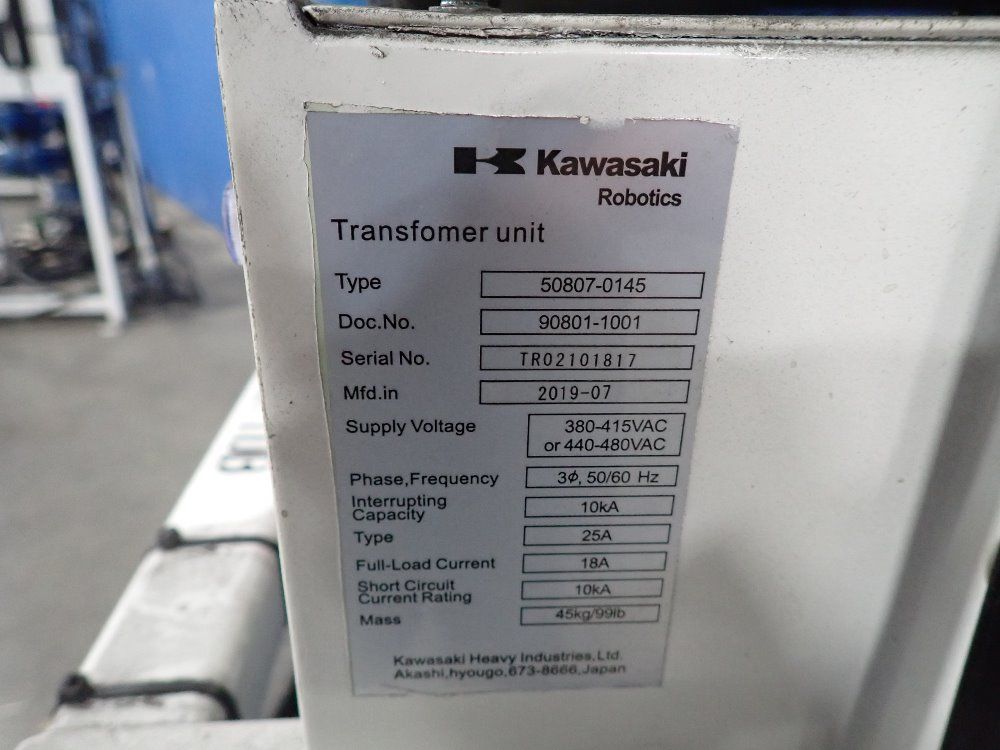 Kawasaki
Robotics
Transfomer unit
Type 50807-0145
Doc.No. 90801-1001
Serial No. TR02101817
Mfd.in 2019-07
Supply Voltage 380-415VAC
or 440-480VAC
Phase,Frequency 3ϕ, 50/60 Hz
Interrupting
Capacity 10kA
Type 25A
Full-Load Current 18A
Short Circuit
Current Rating 10kA
Mass 45kg/99lb
Kawasaki Heavy Industries,Ltd.
Akashi,hyougo,673-8666,Japan